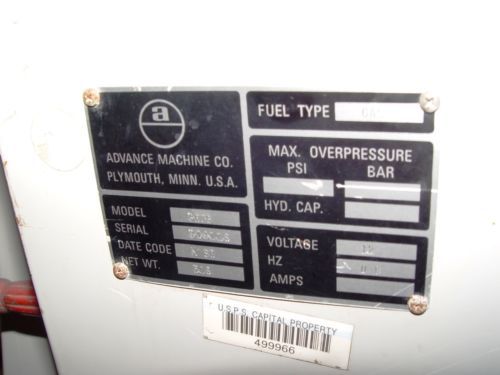 a
ADVANCE MACHINE CO.
PLYMOUTH, MINN. U.S.A.
MODEL
SERIAL
DATE CODE
NET WT.
FUEL TYPE
MAX. OVERPRESSURE
PSI BAR
HYD. CAP.
VOLTAGE
HZ
AMPS
U.S.P.S. CAPITAL PROPERTY
499966